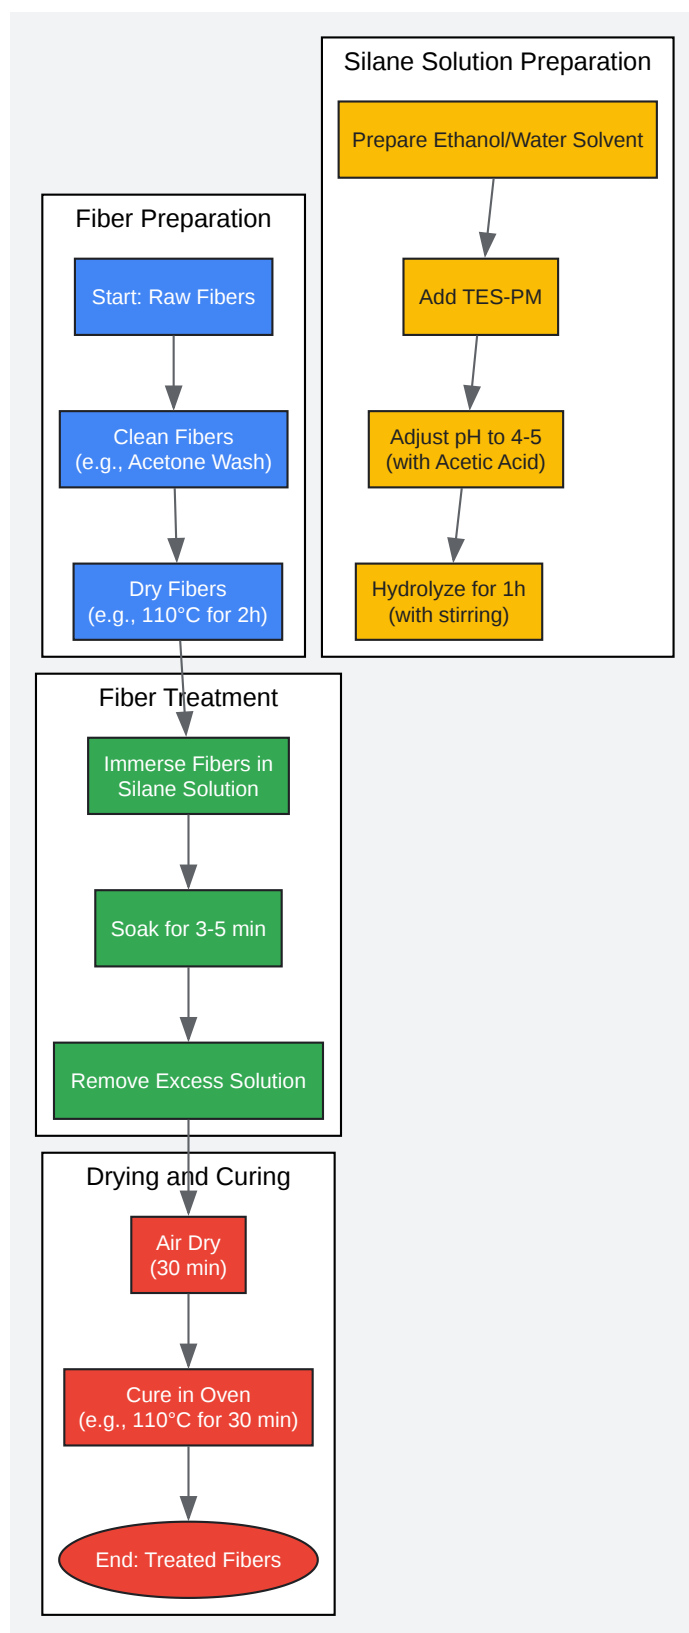 Silane Solution Preparation
Prepare Ethanol/Water Solvent
Add TES-PM
Adjust pH to 4-5
(with Acetic Acid)
Hydrolyze for 1h
(with stirring)
Fiber Preparation
Start: Raw Fibers
Clean Fibers
(e.g., Acetone Wash)
Dry Fibers
(e.g., 110°C for 2h)
Fiber Treatment
Immerse Fibers in
Silane Solution
Soak for 3-5 min
Remove Excess Solution
Drying and Curing
Air Dry
(30 min)
Cure in Oven
(e.g., 110°C for 30 min)
End: Treated Fibers